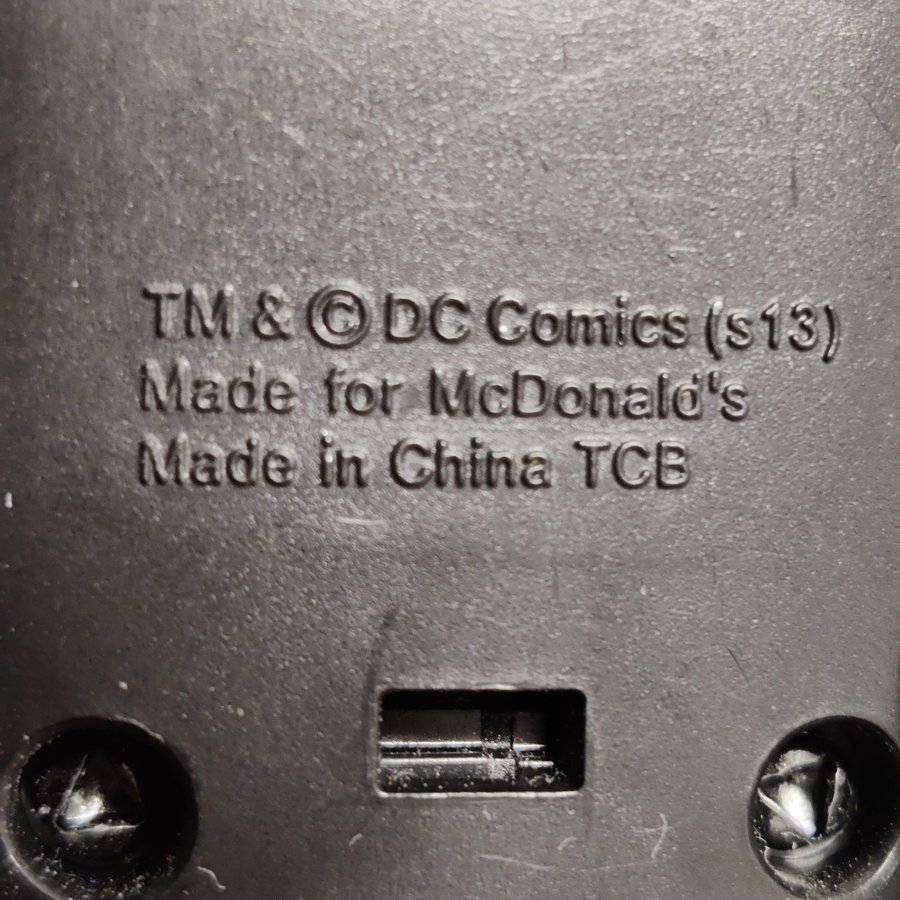 TM & © DC Comics (s13)
Made for McDonald's
Made in China TCB